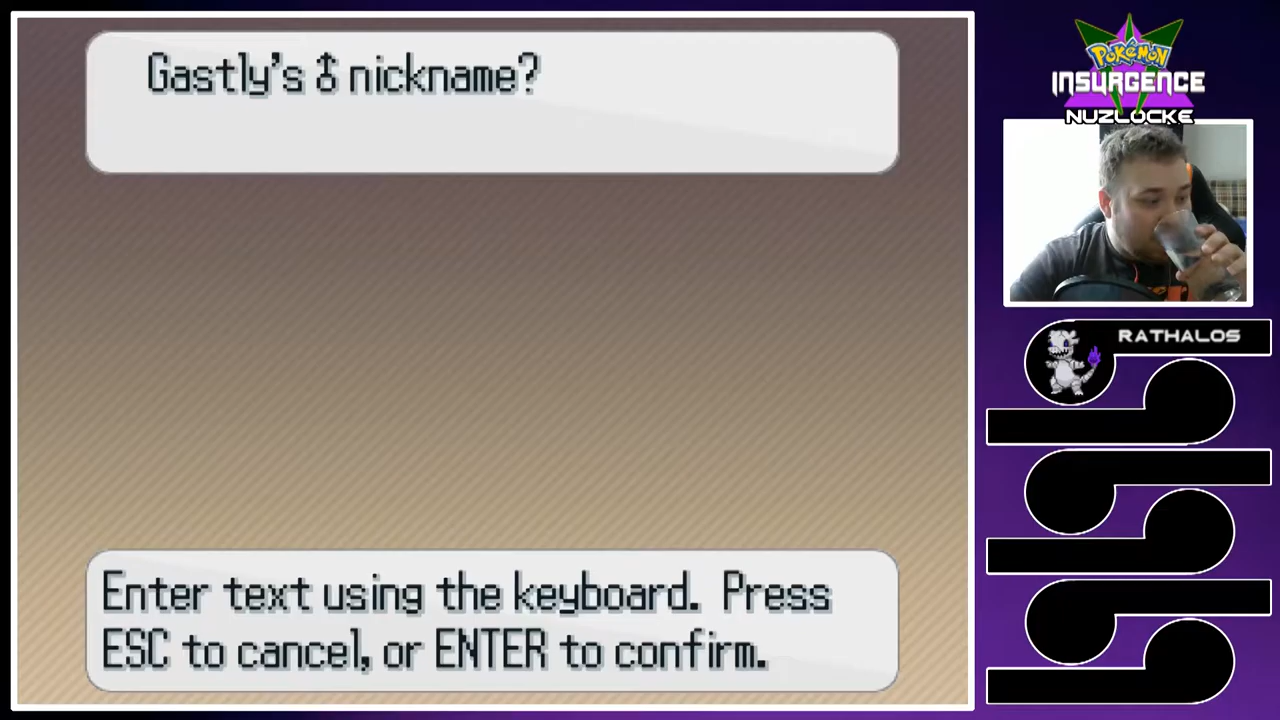 Gastly's ♂ nickname?
Enter text using the keyboard. Press
ESC to cancel, or ENTER to confirm.
POKéMON
INSURGENCE
NUZLOCKE
RATHALOS